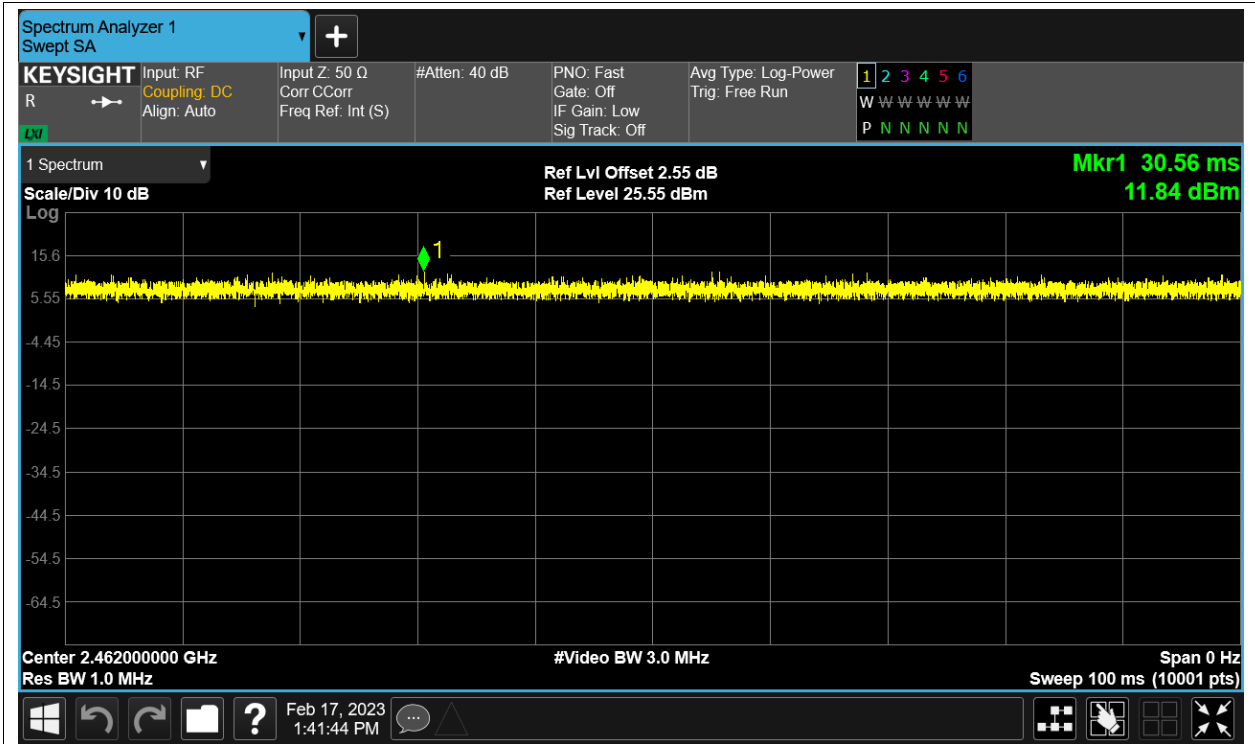 Spectrum Analyzer 1
Swept SA
+
KEYSIGHT
R
LXI
Input: RF
Coupling: DC
Align: Auto
Input Z: 50 Ω
Corr CCorr
Freq Ref: Int (S)
#Atten: 40 dB
PNO: Fast
Gate: Off
IF Gain: Low
Sig Track: Off
Avg Type: Log-Power
Trig: Free Run
1 2 3 4 5 6
W W W W W W
P N N N N N
1 Spectrum
Scale/Div 10 dB
Log
Ref Lvl Offset 2.55 dB
Ref Level 25.55 dBm
Mkr1 30.56 ms
11.84 dBm
1
15.6
5.55
-4.45
-14.5
-24.5
-34.5
-44.5
-54.5
-64.5
Center 2.462000000 GHz
#Video BW 3.0 MHz
Span 0 Hz
Res BW 1.0 MHz
Sweep 100 ms (10001 pts)
?
Feb 17, 2023
1:41:44 PM